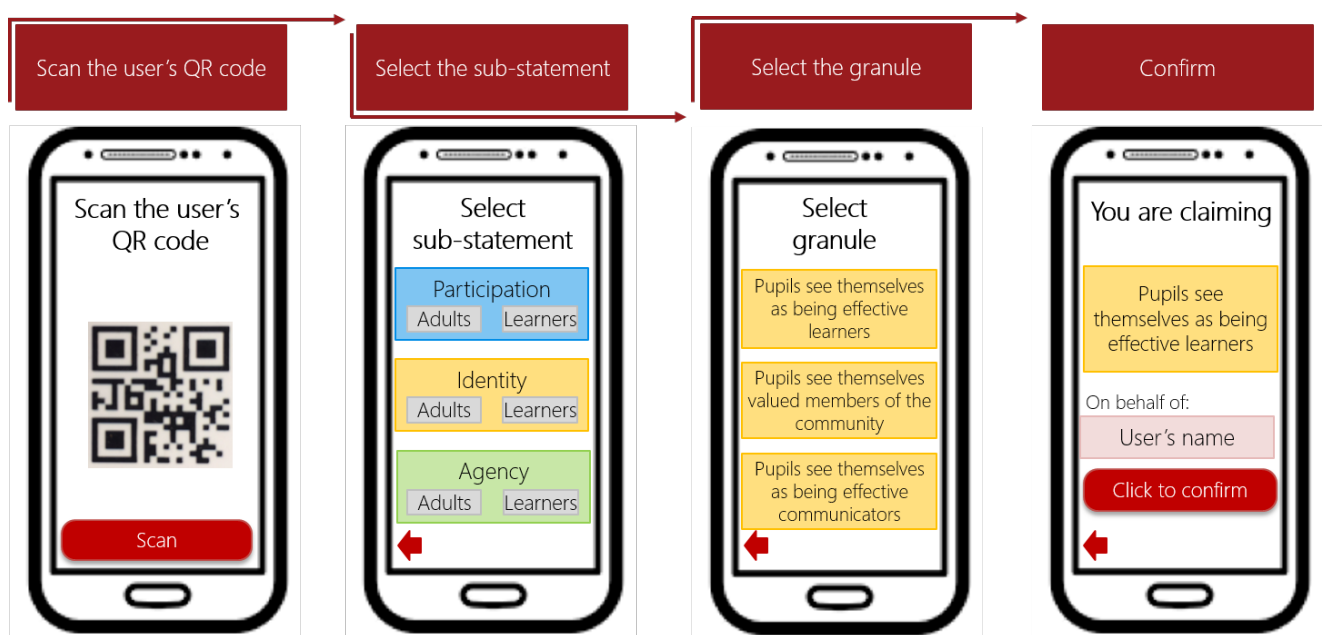 Scan the user’s QR code
Select the sub-statement
Select the granule
Confirm
Scan the user’s
QR code
Scan
Select
sub-statement
Participation
Adults
Learners
Identity
Adults
Learners
Agency
Adults
Learners
Select
granule
Pupils see themselves
as being effective
learners
Pupils see themselves
valued members of the
community
Pupils see themselves
as being effective
communicators
You are claiming
Pupils see
themselves as being
effective learners
On behalf of:
User’s name
Click to confirm